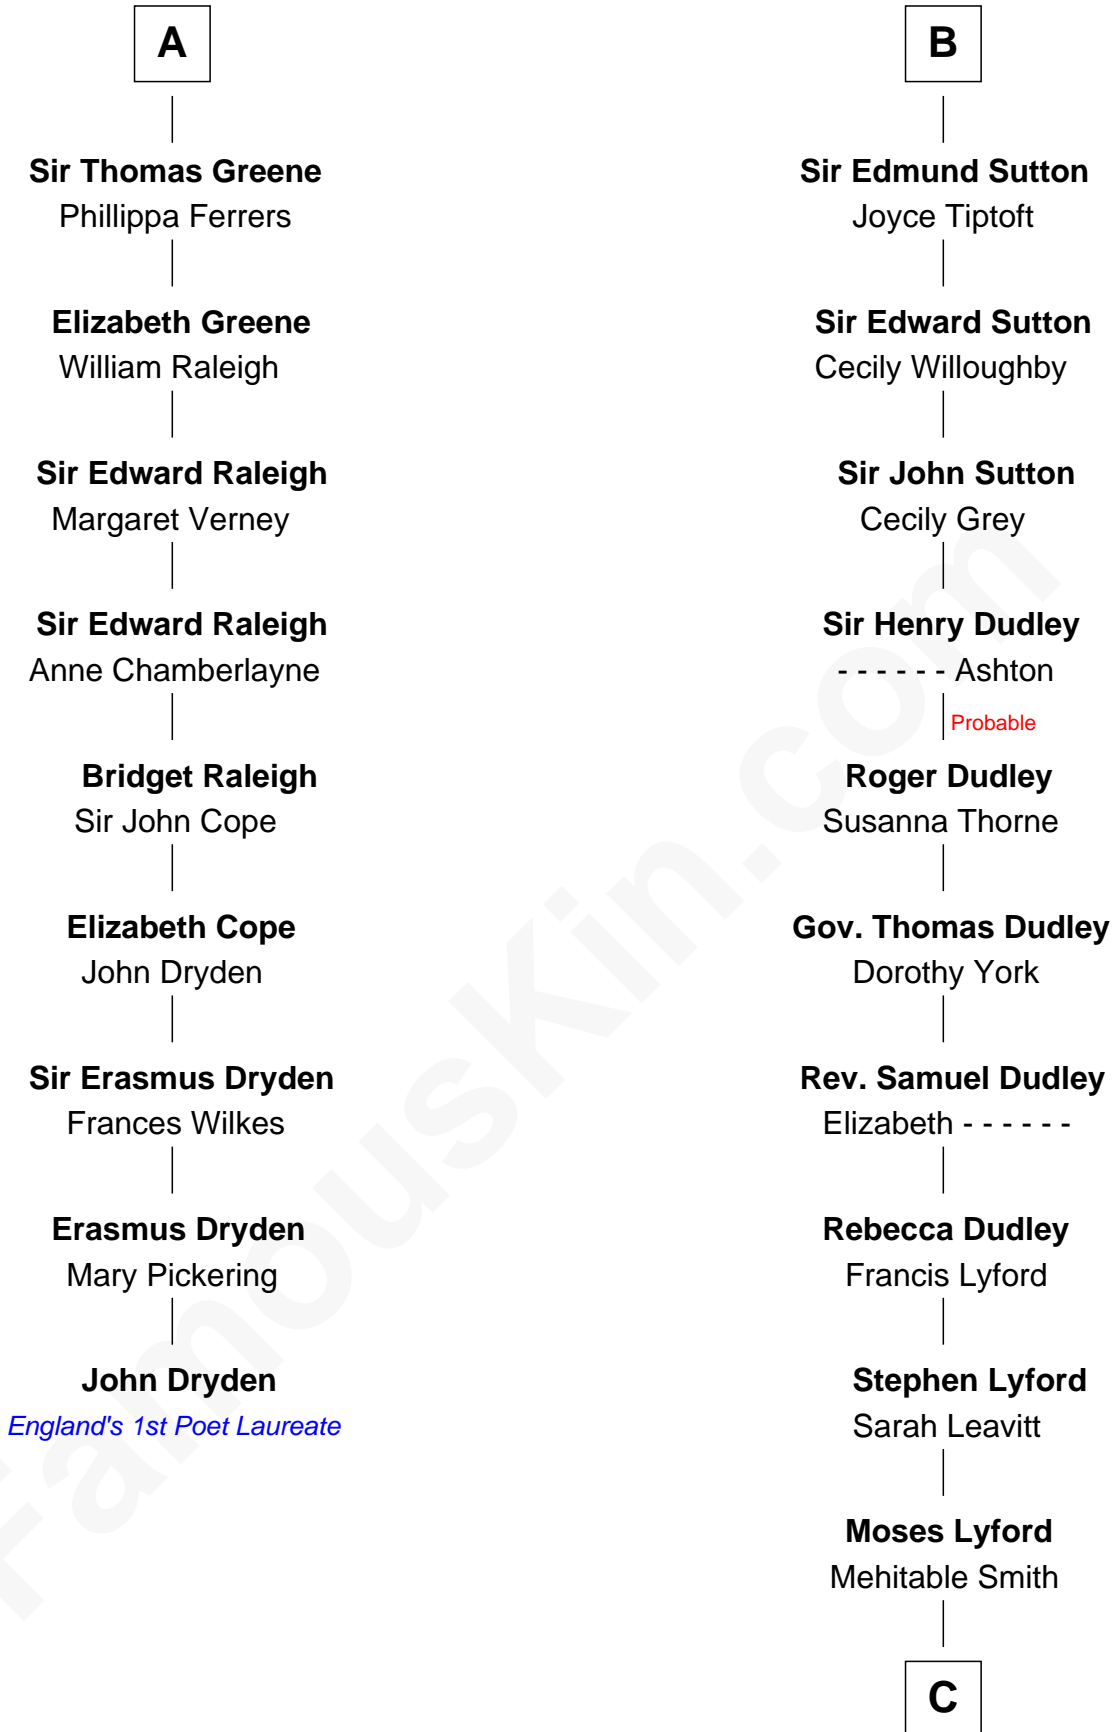 A
Sir Thomas Greene
Phillippa Ferrers
Elizabeth Greene
William Raleigh
Sir Edward Raleigh
Margaret Verney
Sir Edward Raleigh
Anne Chamberlayne
Bridget Raleigh
Sir John Cope
Elizabeth Cope
John Dryden
Sir Erasmus Dryden
Frances Wilkes
Erasmus Dryden
Mary Pickering
John Dryden
England's 1st Poet Laureate
B
Sir Edmund Sutton
Joyce Tiptoft
Sir Edward Sutton
Cecily Willoughby
Sir John Sutton
Cecily Grey
Sir Henry Dudley
- - - - - - Ashton
Probable
Roger Dudley
Susanna Thorne
Gov. Thomas Dudley
Dorothy York
Rev. Samuel Dudley
Elizabeth - - - - - -
Rebecca Dudley
Francis Lyford
Stephen Lyford
Sarah Leavitt
Moses Lyford
Mehitable Smith
C
FamousKin.com